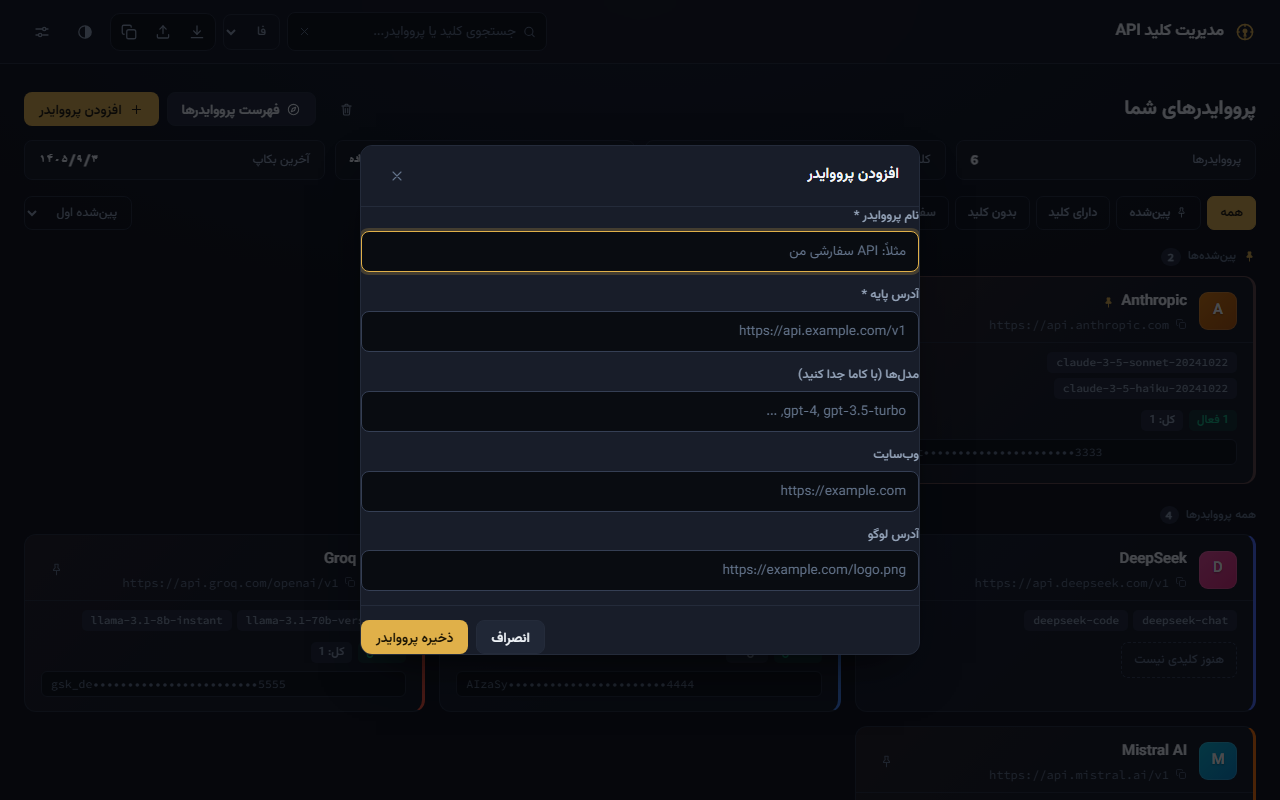 مدیریت کلید API
جستجوی کلید یا پرووایدر...
فا
پرووایدرهای شما
فهرست پرووایدرها
افزودن پرووایدر
پرووایدرها
6
آخرین بکاپ
۱۴۰۵/۹/۳
همه
پین‌شده
دارای کلید
بدون کلید
پین‌شده اول
پین‌شده‌ها
2
Anthropic
A
https://api.anthropic.com
claude-3-5-sonnet-20241022
claude-3-5-haiku-20241022
1 فعال
کل: 1
3333
افزودن پرووایدر
نام پرووایدر *
مثلاً: API سفارشی من
آدرس پایه *
https://api.example.com/v1
مدل‌ها (با کاما جدا کنید)
gpt-4, gpt-3.5-turbo, ...
وب‌سایت
https://example.com
آدرس لوگو
https://example.com/logo.png
انصراف
ذخیره پرووایدر
همه پرووایدرها
4
DeepSeek
D
https://api.deepseek.com/v1
deepseek-chat
deepseek-code
هنوز کلیدی نیست
AIzaSy••••••••••••••••••••••••4444
Groq
https://api.groq.com/openai/v1
llama-3.1-8b-instant
کل: 1
gsk_de••••••••••••••••••••••••5555
Mistral AI
M
https://api.mistral.ai/v1